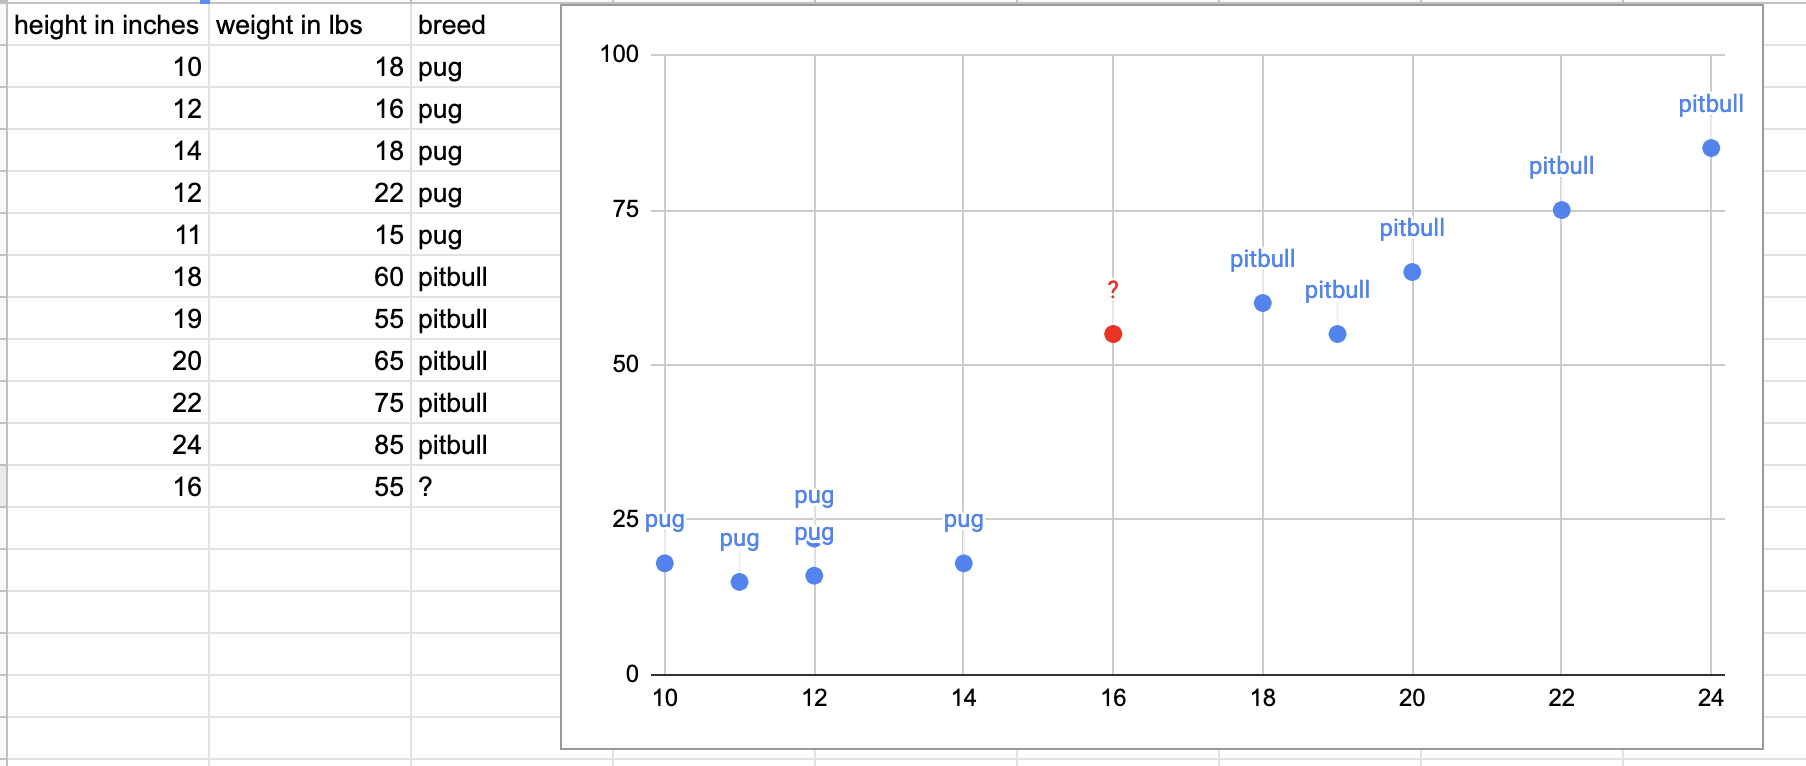 height in inches weight in lbs breed
10 18 pug
12 16 pug
14 18 pug
12 22 pug
11 15 pug
18 60 pitbull
19 55 pitbull
20 65 pitbull
22 75 pitbull
24 85 pitbull
16 55 ?
100
pitbull
pitbull
75
pitbull
pitbull
? pitbull
50
pug
25 pug pug
pug pug
0
10 12 14 16 18 20 22 24